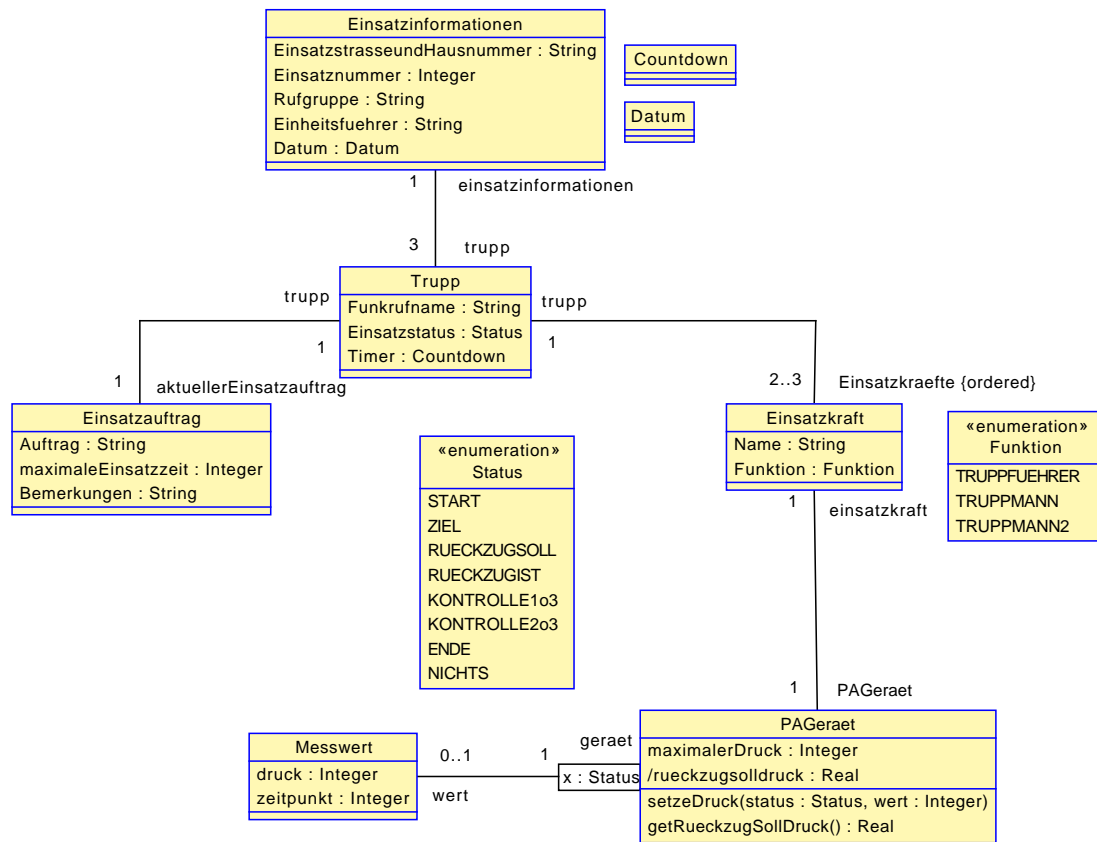 Einsatzinformationen
EinsatzstrasseundHausnummer : String
Einsatznummer : Integer
Rufgruppe : String
Einheitsfuehrer : String
Datum : Datum
Countdown
Datum
1
einsatzinformationen
3
trupp
Trupp
Funkrufname : String
Einsatzstatus : Status
Timer : Countdown
trupp
1
trupp
1
1
aktuellerEinsatzauftrag
2..3
Einsatzkraefte {ordered}
Einsatzauftrag
Auftrag : String
maximaleEinsatzzeit : Integer
Bemerkungen : String
«enumeration»
Status
START
ZIEL
RUECKZUGSOLL
RUECKZUGIST
KONTROLLE1o3
KONTROLLE2o3
ENDE
NICHTS
Einsatzkraft
Name : String
Funktion : Funktion
«enumeration»
Funktion
TRUPPFUEHRER
TRUPPMANN
TRUPPMANN2
1
einsatzkraft
1
PAGeraet
PAGeraet
maximalerDruck : Integer
/rueckzugsolldruck : Real
setzeDruck(status : Status, wert : Integer)
getRueckzugSollDruck() : Real
geraet
1
x : Status
0..1
wert
Messwert
druck : Integer
zeitpunkt : Integer